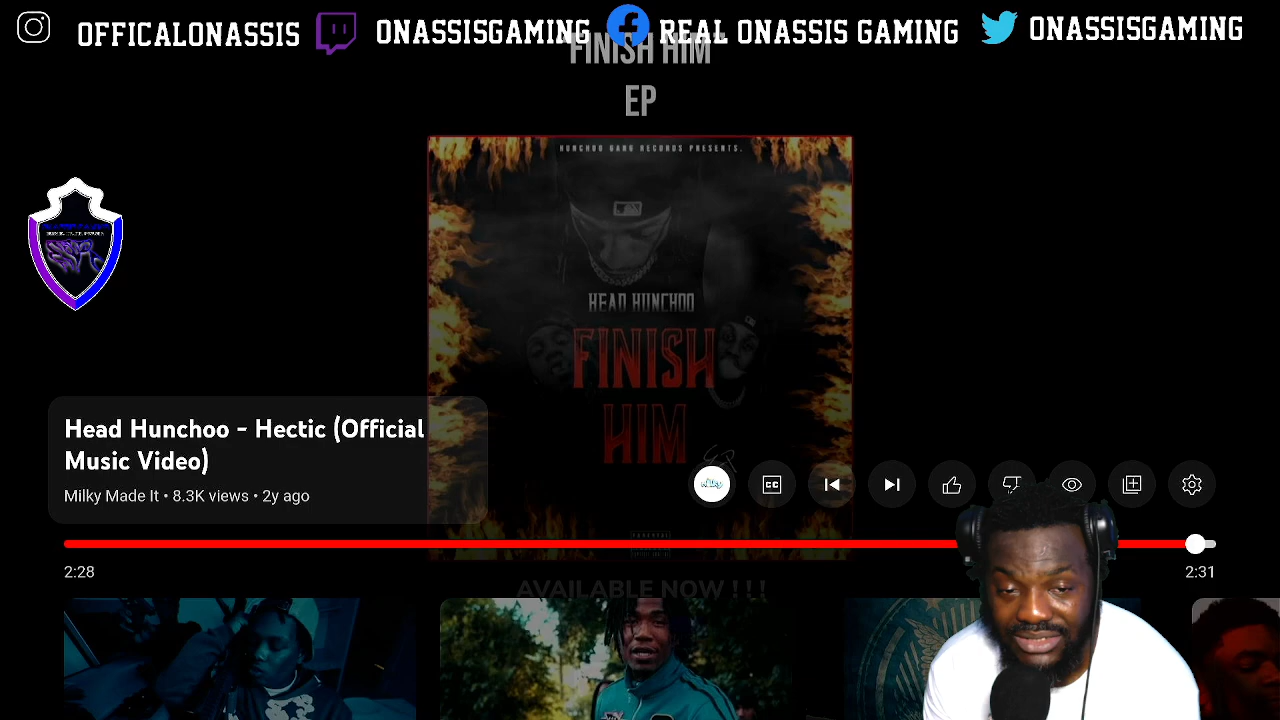 OFFICALONASSIS
ONASSISGAMING
REAL ONASSIS GAMING
ONASSISGAMING
FINISH HIM
EP
HUNCHOO GANG RECORDS PRESENTS.
HEAD HUNCHOO
FINISH
HIM
Head Hunchoo - Hectic (Official
Music Video)
Milky Made It • 8.3K views • 2y ago
CC
2:28
2:31
AVAILABLE NOW ! ! !